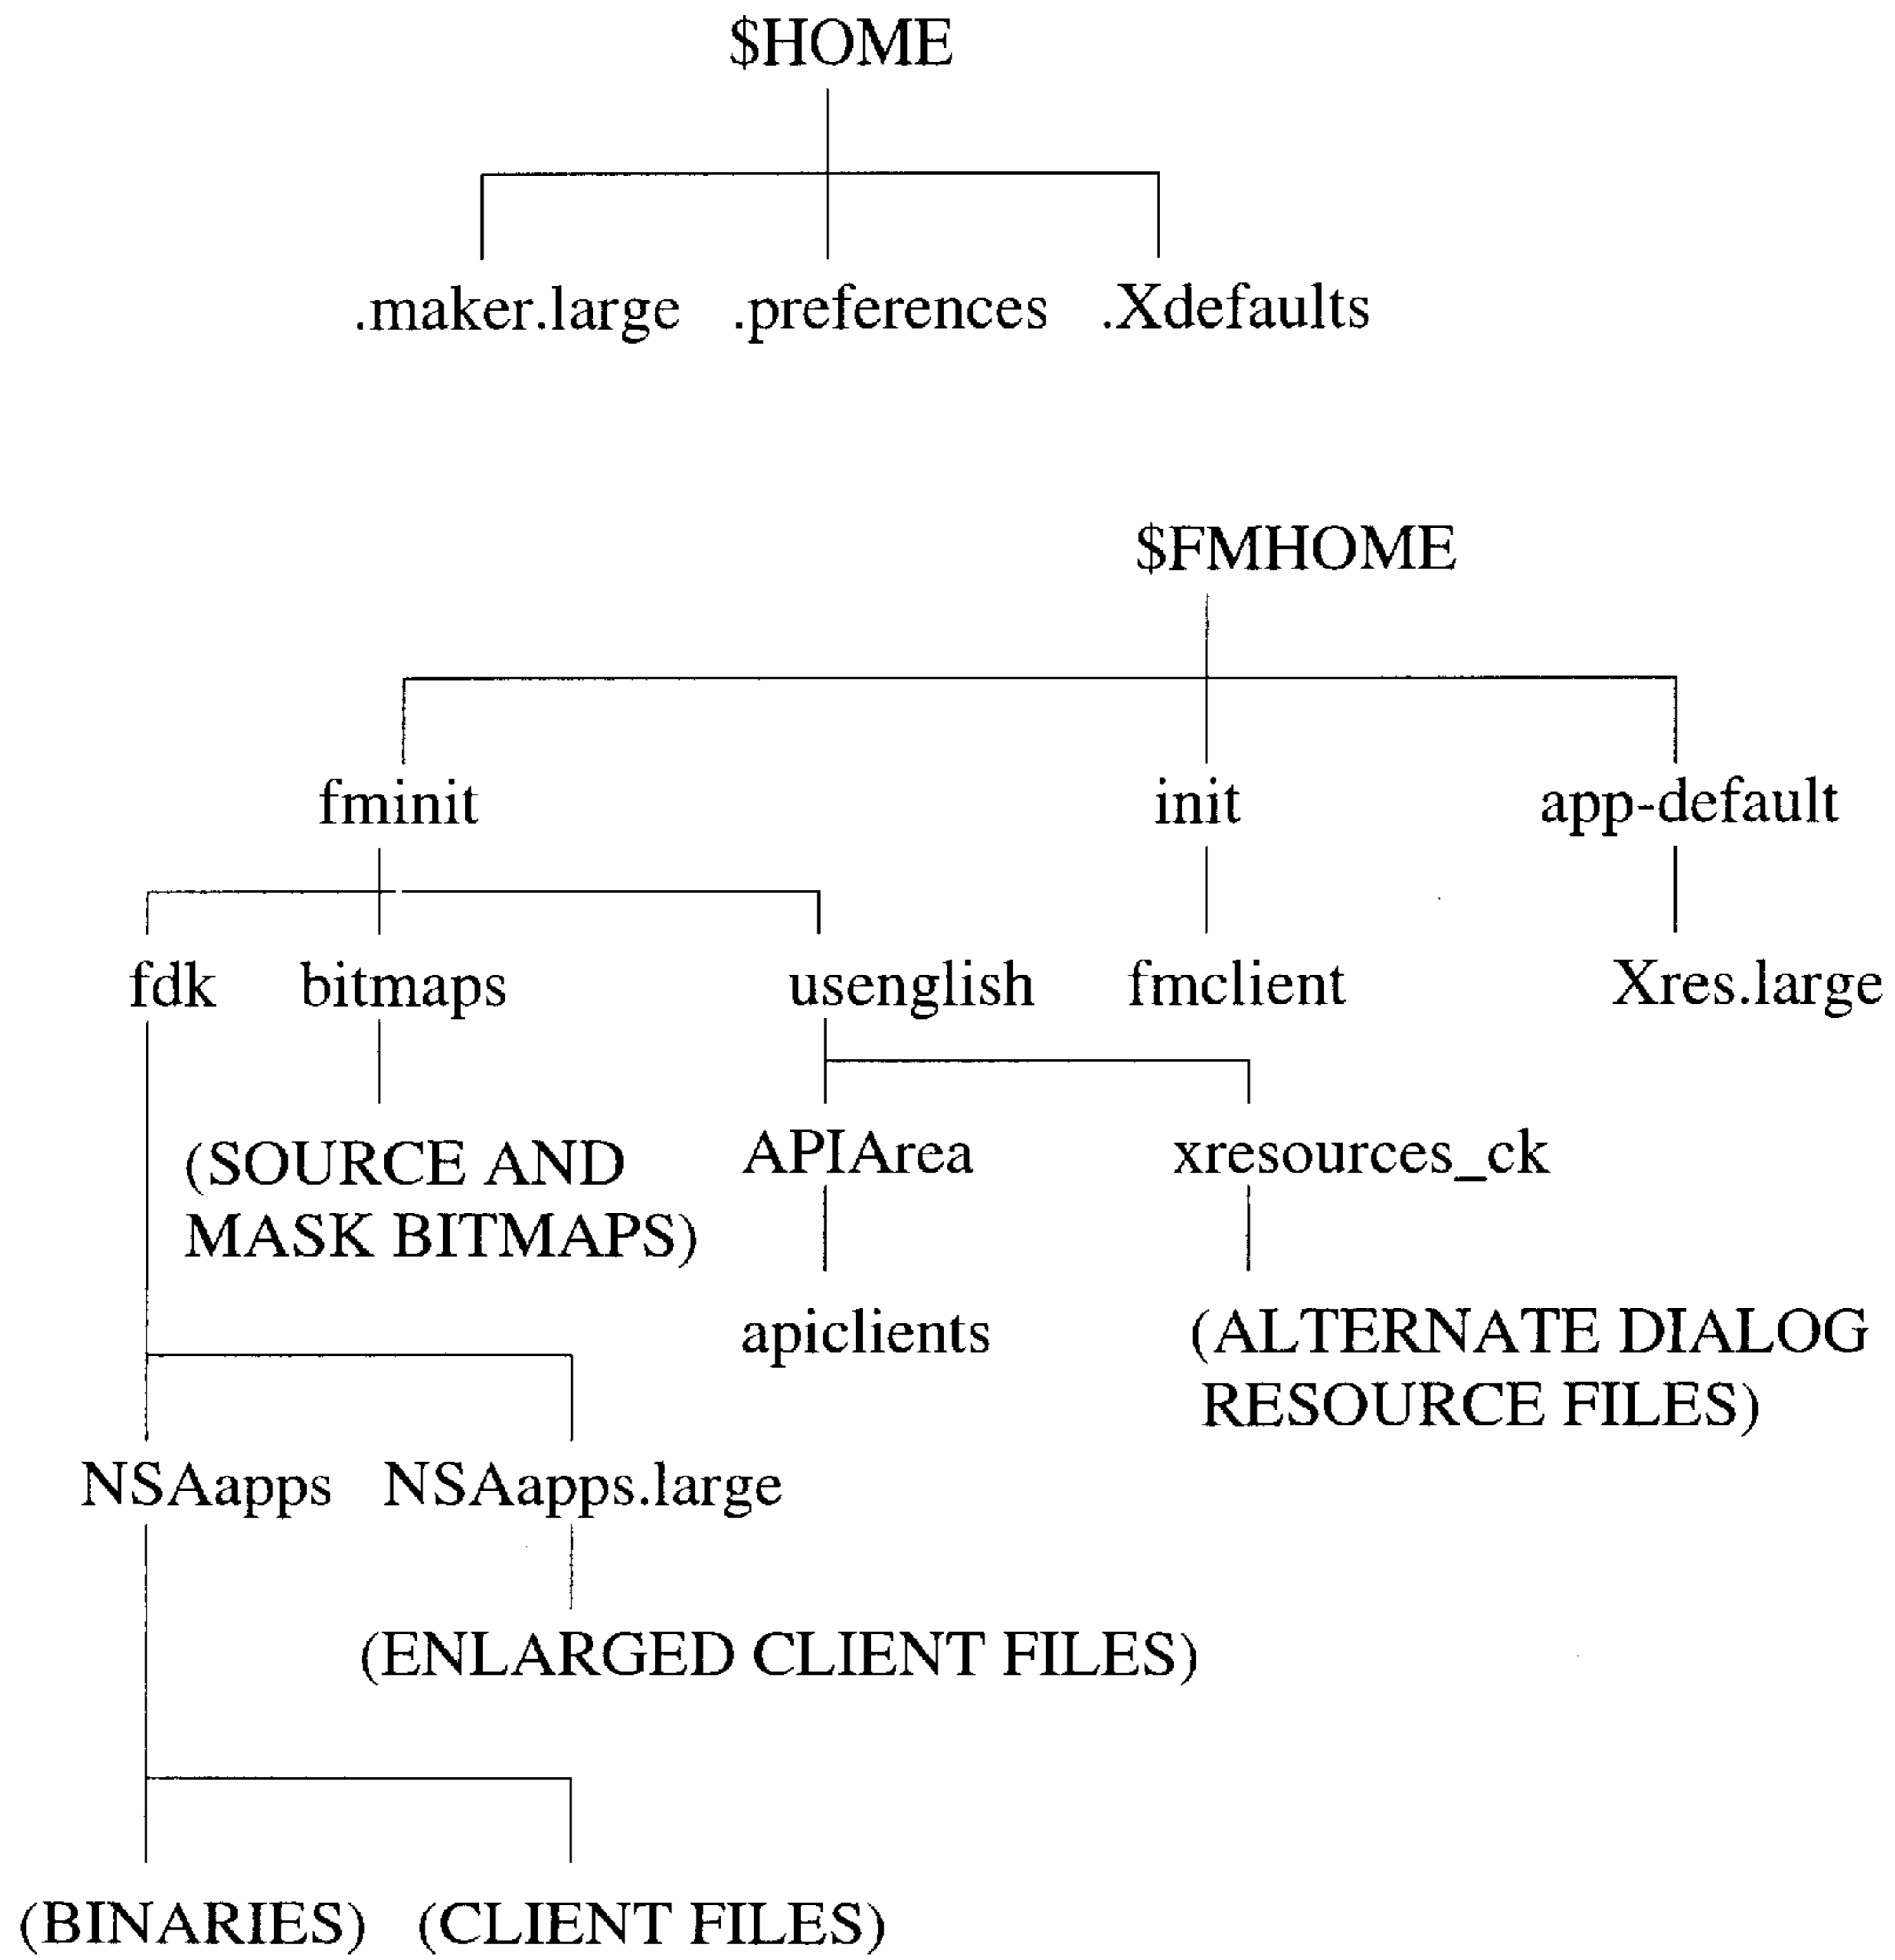 $HOME
.maker.large .preferences .Xdefaults
$FMHOME
fminit init app-default
fdk bitmaps usenglish fmclient Xres.large
(SOURCE AND
MASK BITMAPS)
APIArea xresources_ck
apiclients
(ALTERNATE DIALOG
RESOURCE FILES)
NSAapps NSAapps.large
(ENLARGED CLIENT FILES)
(BINARIES) (CLIENT FILES)